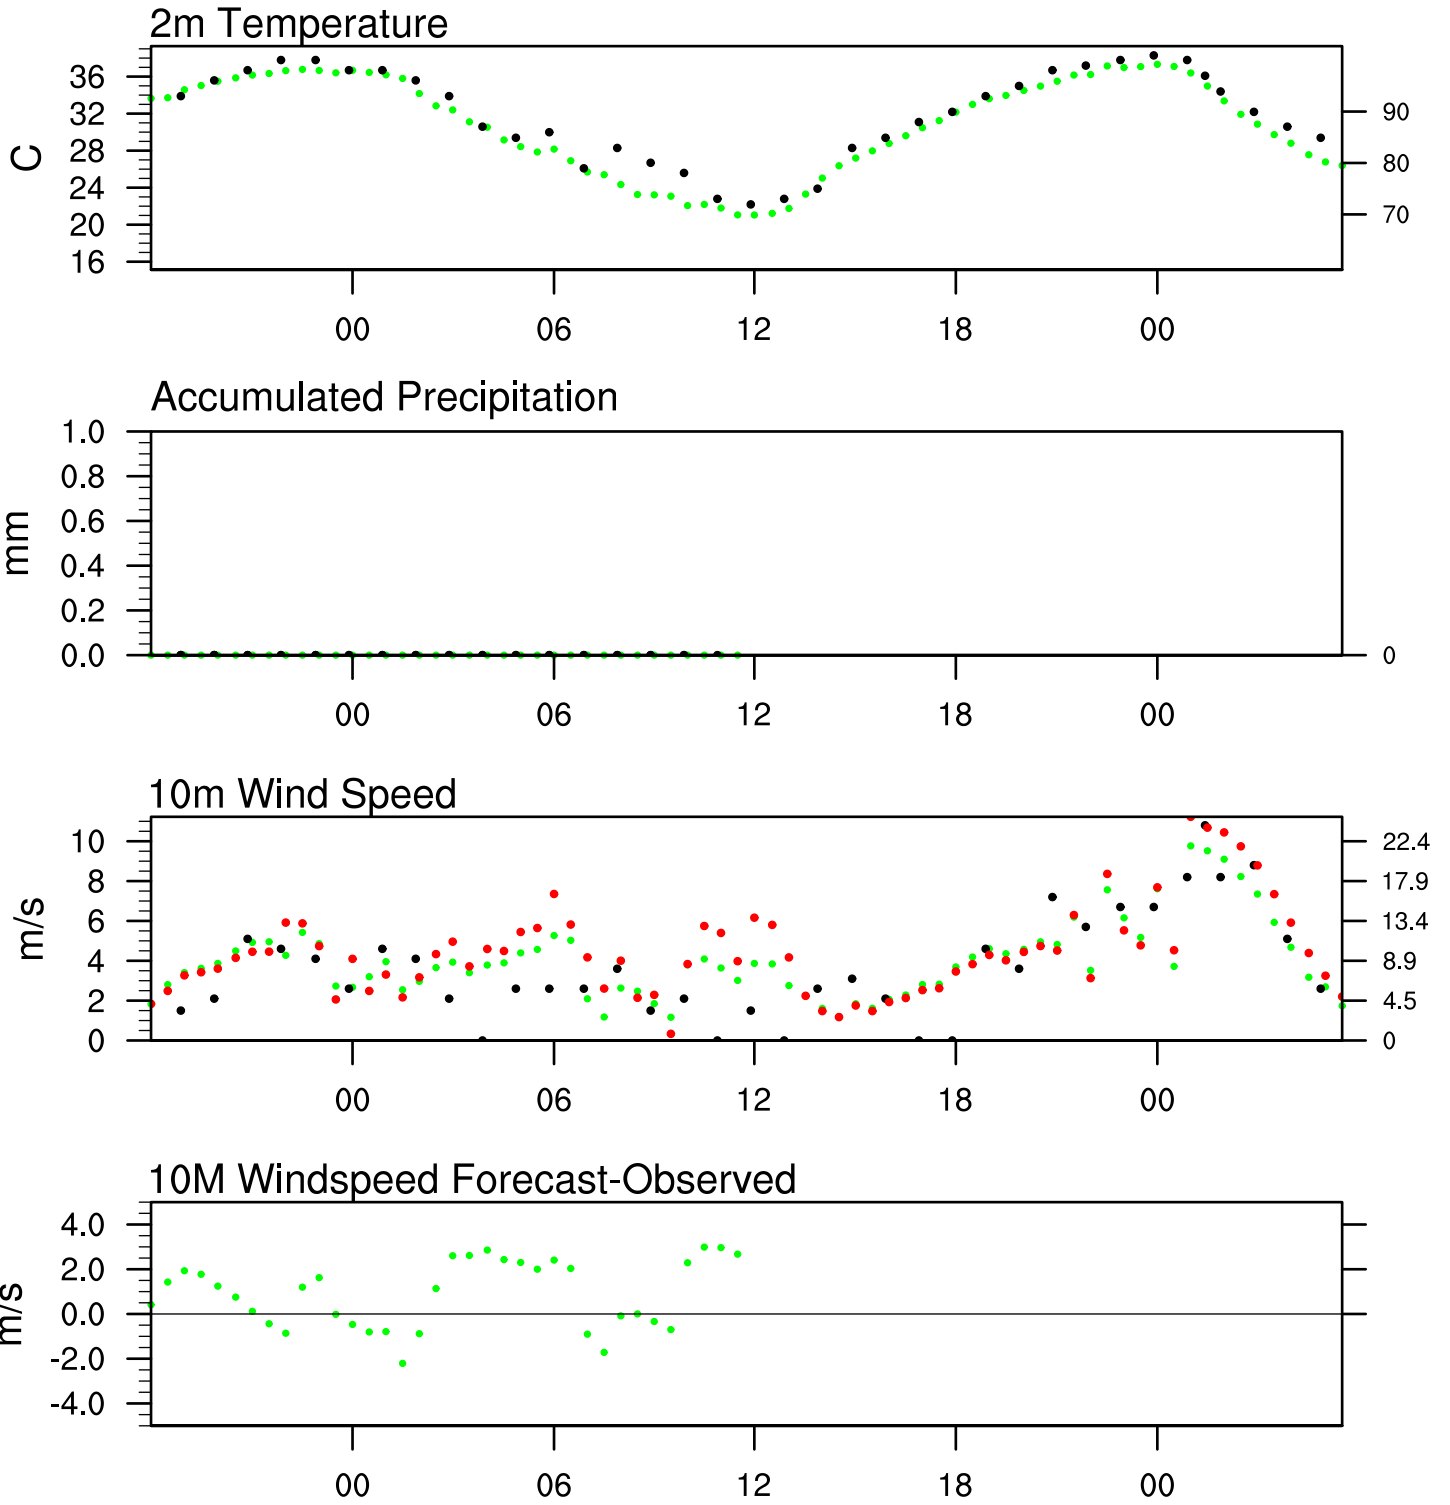 2m Temperature
C
36
32
28
24
20
16
90
80
70
00 06 12 18 00
Accumulated Precipitation
mm
1.0
0.8
0.6
0.4
0.2
0.0
0
00 06 12 18 00
10m Wind Speed
m/s
10
8
6
4
2
0
22.4
17.9
13.4
8.9
4.5
0
00 06 12 18 00
10M Windspeed Forecast-Observed
m/s
4.0
2.0
0.0
-2.0
-4.0
00 06 12 18 00